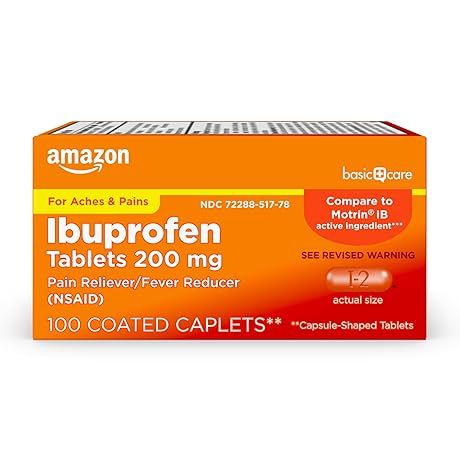 amazon
basic care
For Aches & Pains
NDC 72288-517-78
Compare to
Motrin® IB
active ingredient***
Ibuprofen
Tablets 200 mg
SEE REVISED WARNING
Pain Reliever/Fever Reducer
(NSAID)
I-2
actual size
100 COATED CAPLETS**
**Capsule-Shaped Tablets